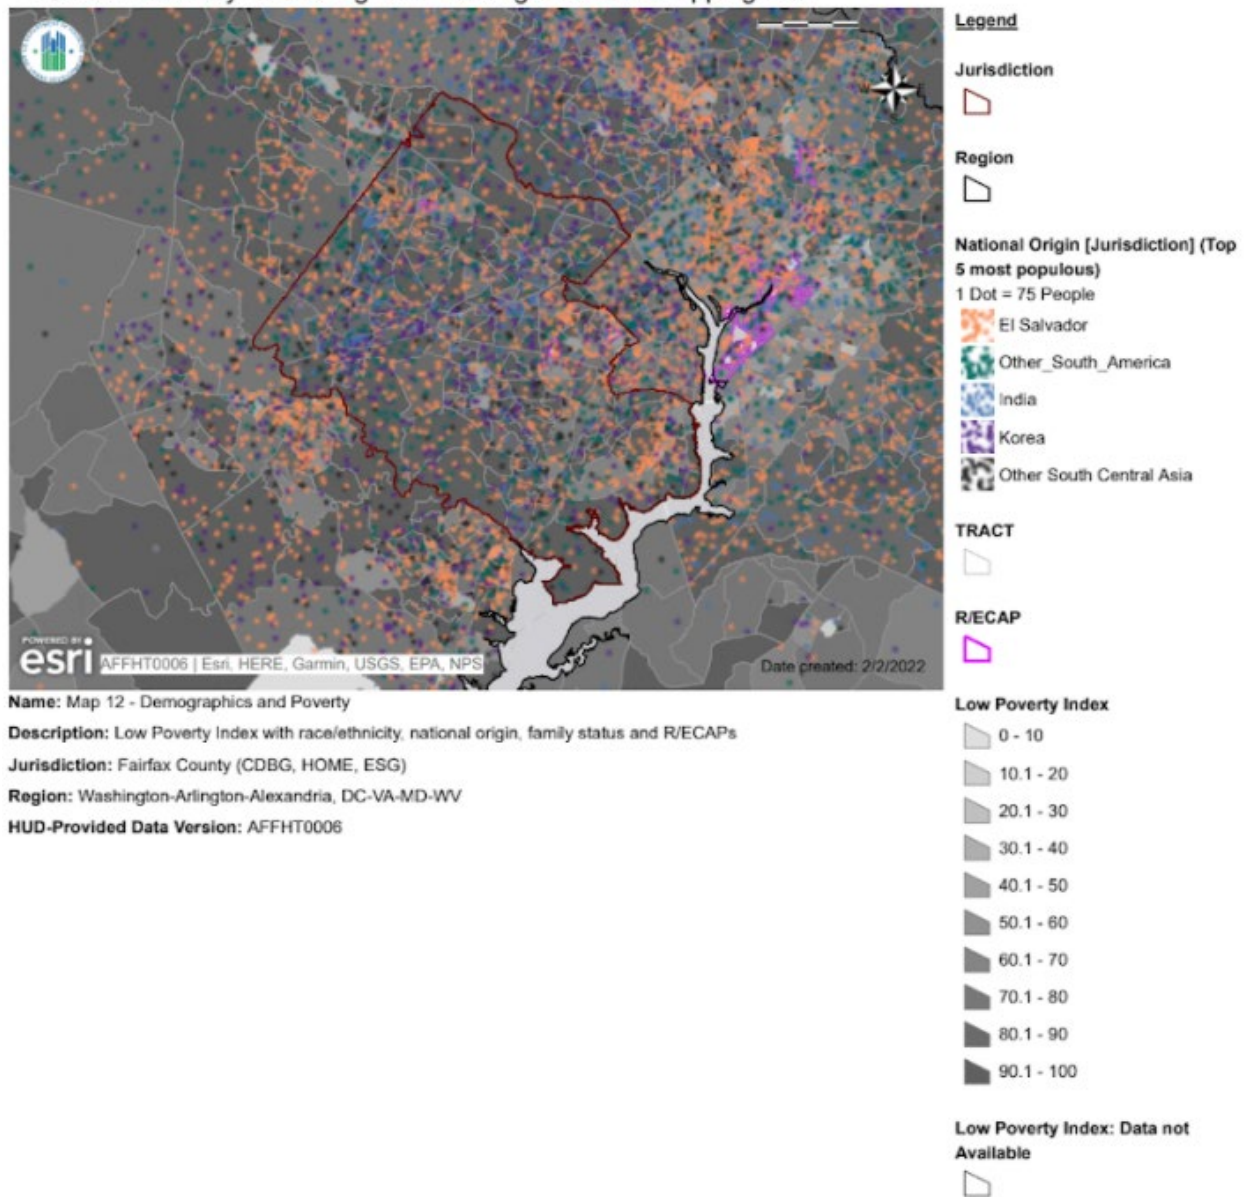 Legend
Jurisdiction
Region
National Origin [Jurisdiction] (Top
5 most populous)
1 Dot = 75 People
El Salvador
Other_South_America
India
Korea
Other South Central Asia
TRACT
R/ECAP
Low Poverty Index
0 - 10
10.1 - 20
20.1 - 30
30.1 - 40
40.1 - 50
50.1 - 60
60.1 - 70
70.1 - 80
80.1 - 90
90.1 - 100
Low Poverty Index: Data not
Available
POWERED BY
esri
AFFHT0006 | Esri, HERE, Garmin, USGS, EPA, NPS
Date created: 2/2/2022
Name: Map 12 - Demographics and Poverty
Description: Low Poverty Index with race/ethnicity, national origin, family status and R/ECAPs
Jurisdiction: Fairfax County (CDBG, HOME, ESG)
Region: Washington-Arlington-Alexandria, DC-VA-MD-WV
HUD-Provided Data Version: AFFHT0006